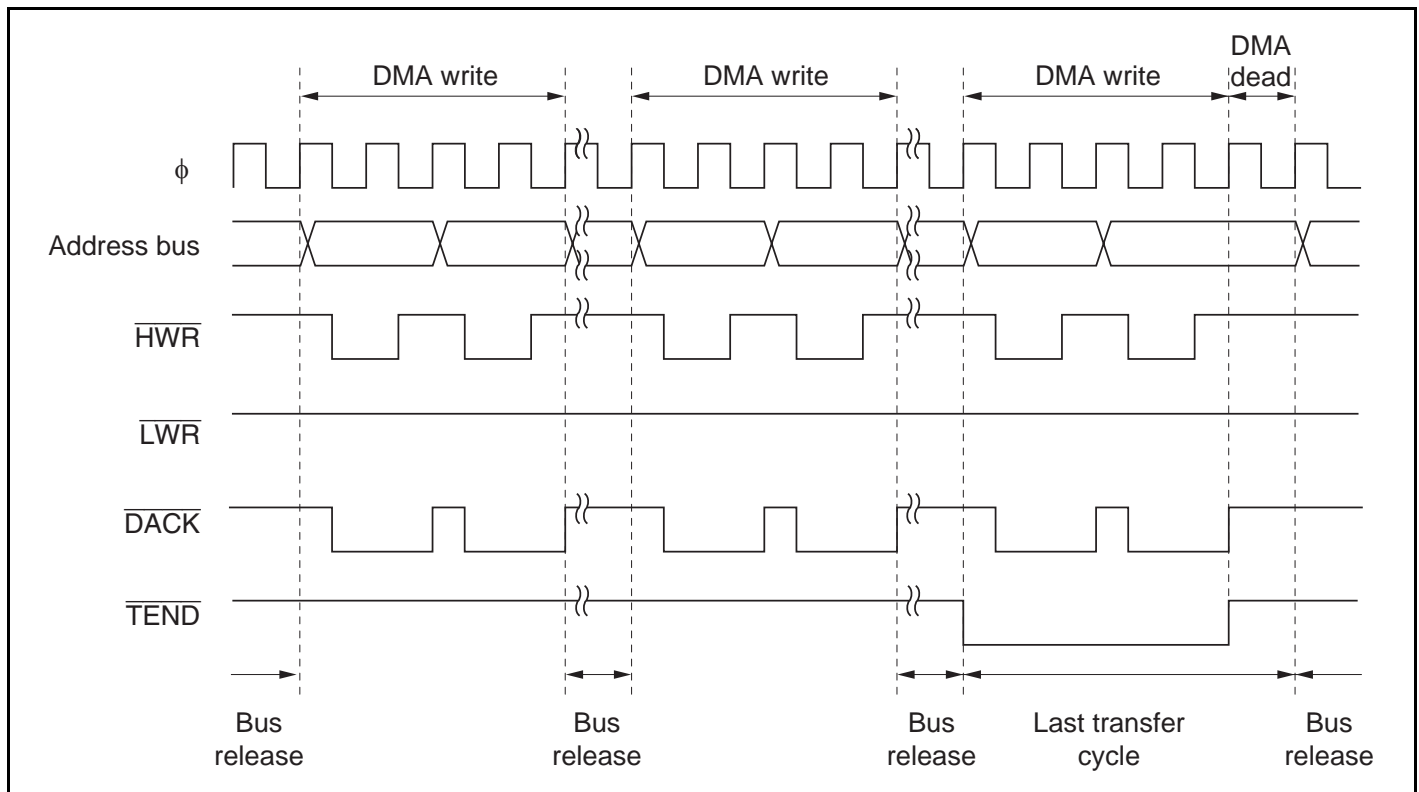 DMA write
DMA write
DMA write
DMA
dead
ϕ
Address bus
HWR
LWR
DACK
TEND
Bus
release
Bus
release
Bus
release
Last transfer
cycle
Bus
release